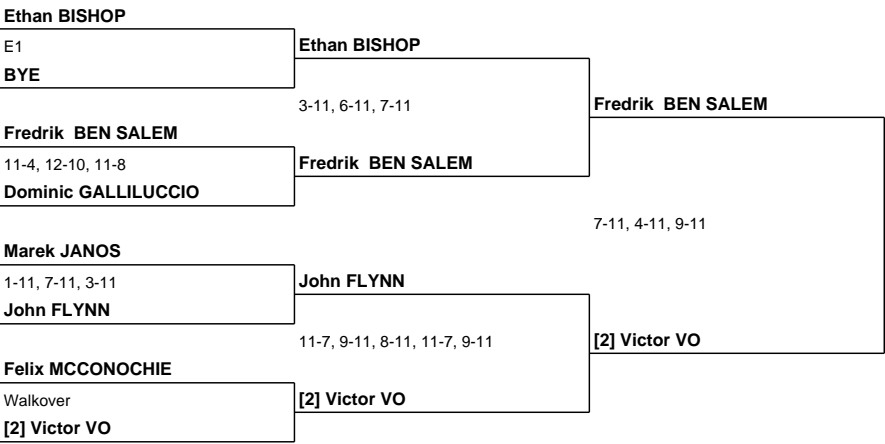 Ethan BISHOP
E1
BYE
Ethan BISHOP
3-11, 6-11, 7-11
Fredrik BEN SALEM
Fredrik BEN SALEM
11-4, 12-10, 11-8
Dominic GALLILUCCIO
Fredrik BEN SALEM
7-11, 4-11, 9-11
Marek JANOS
1-11, 7-11, 3-11
John FLYNN
John FLYNN
11-7, 9-11, 8-11, 11-7, 9-11
[2] Victor VO
Felix MCCONOCHIE
Walkover
[2] Victor VO
[2] Victor VO